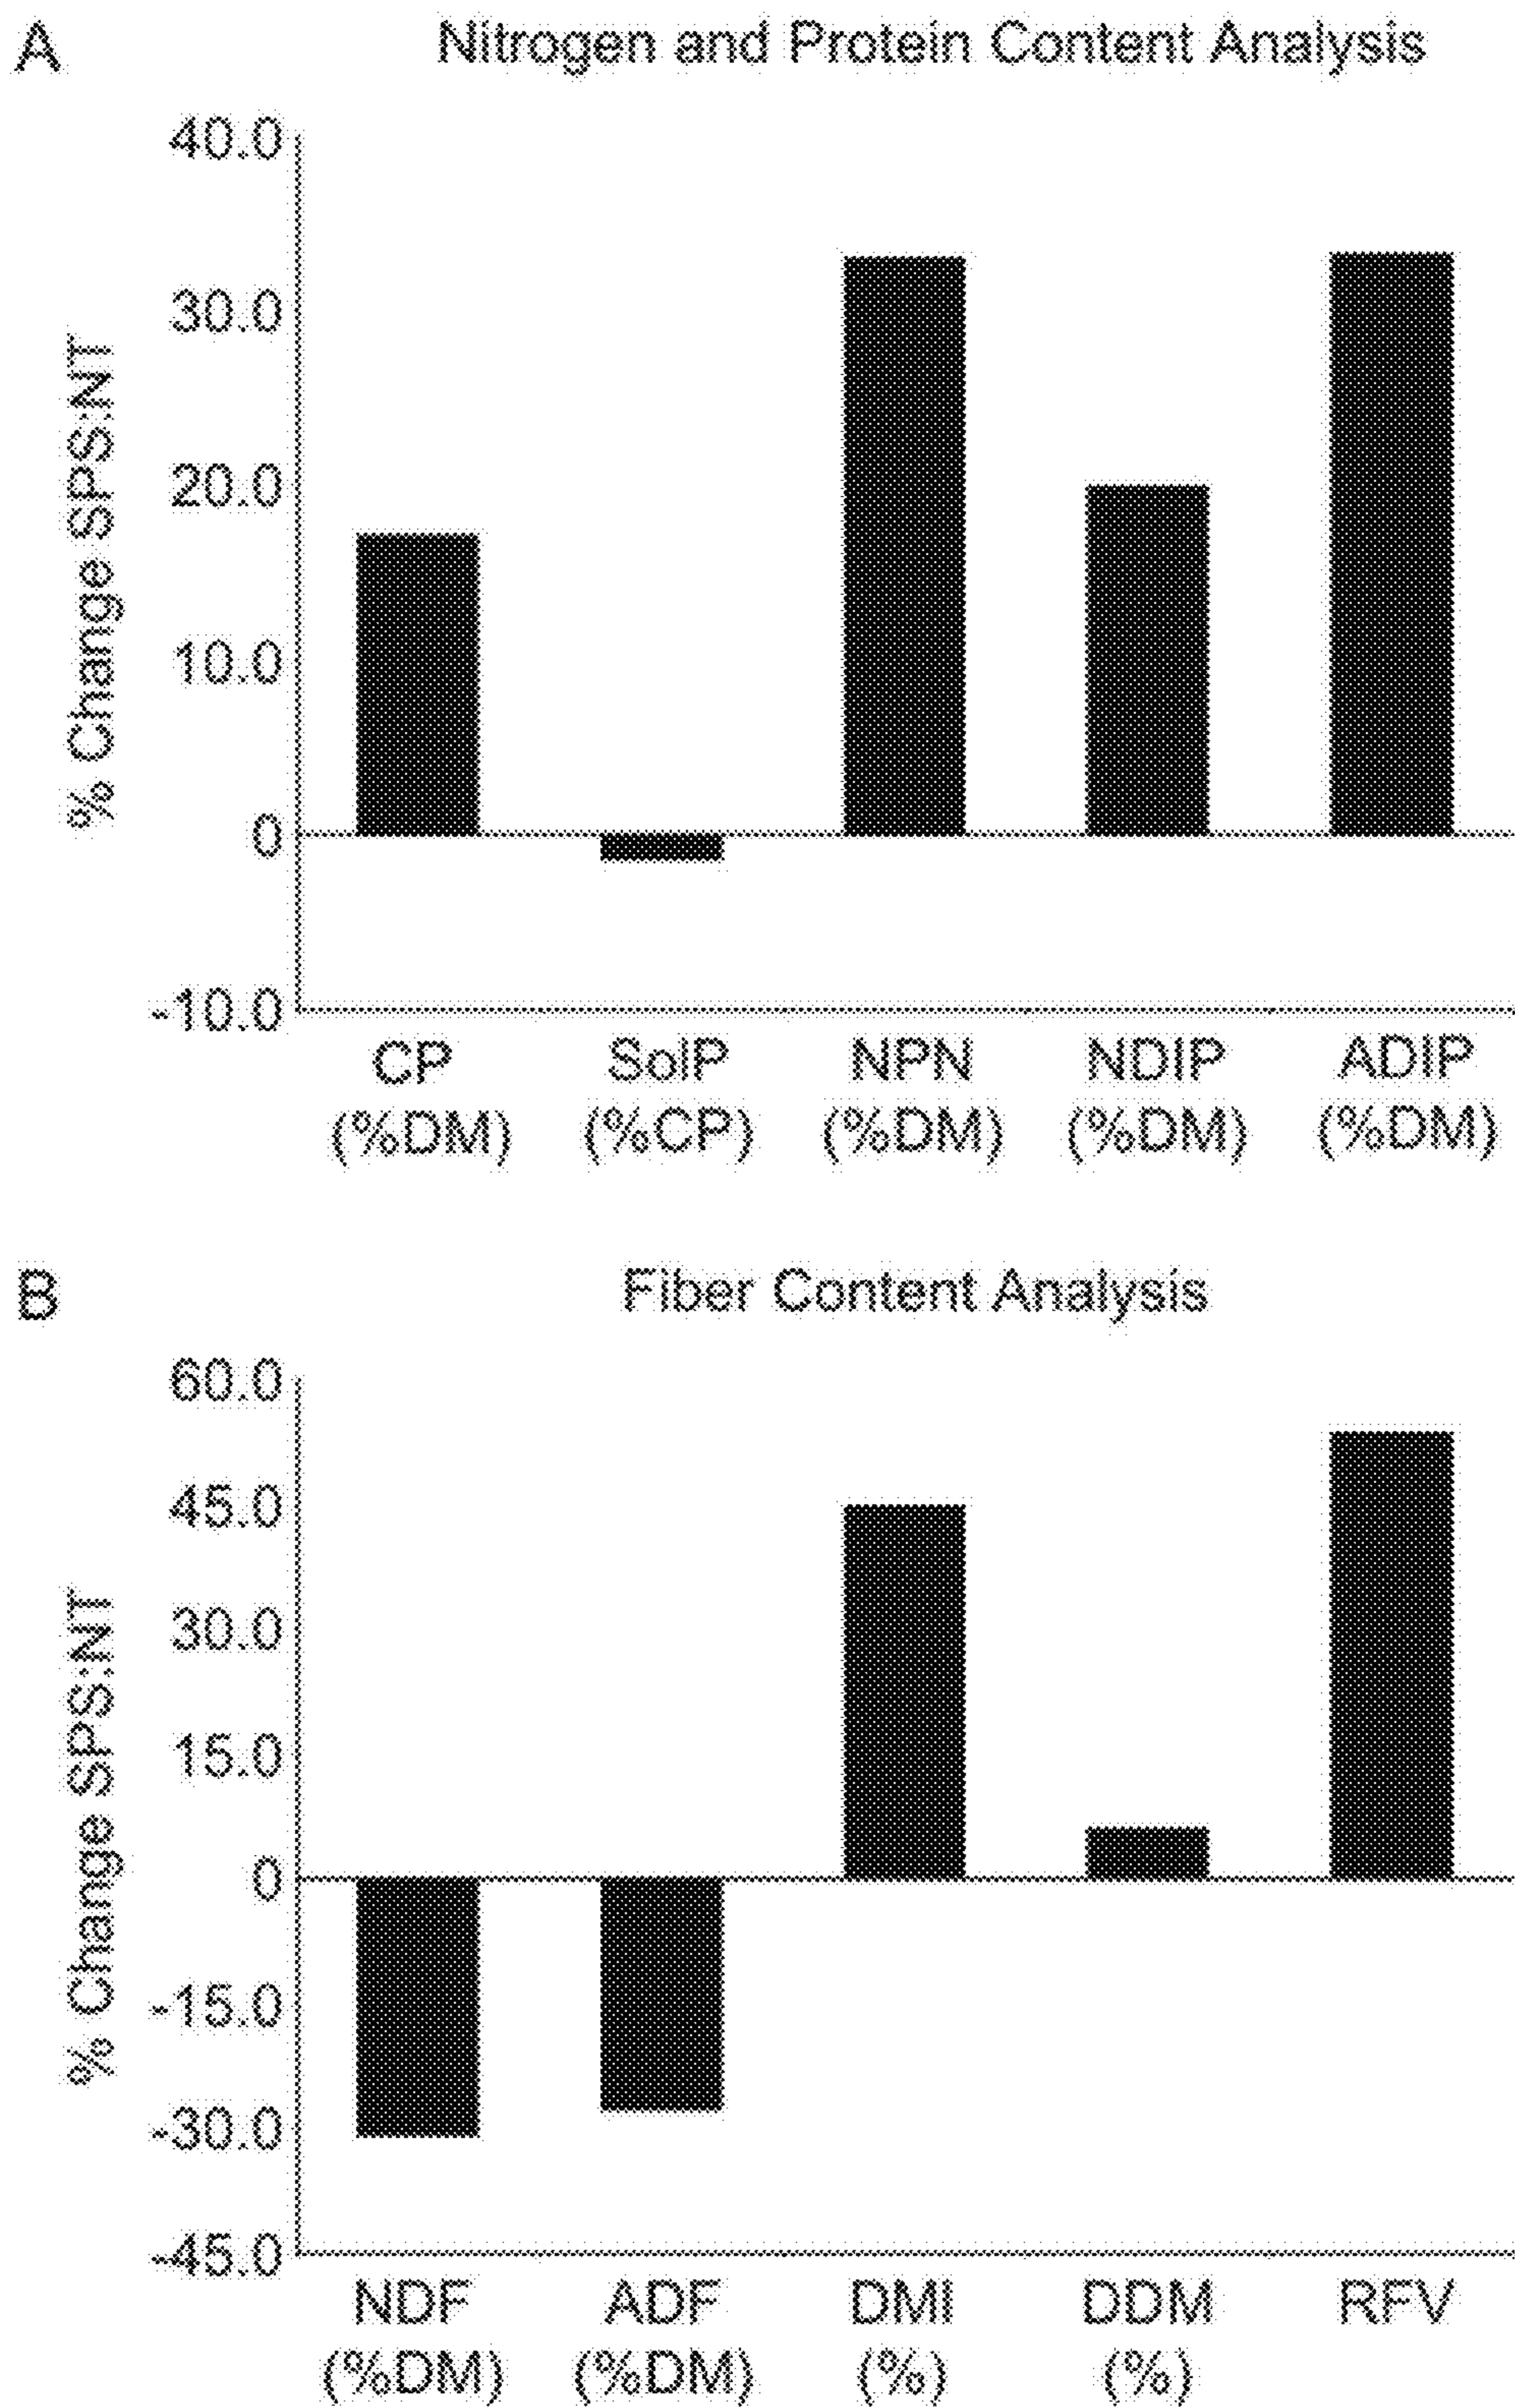 A
Nitrogen and Protein Content Analysis
% Change SPS:NT
40.0
30.0
20.0
10.0
0
-10.0
CP SolP NPN NDIP ADIP
(%DM) (%CP) (%DM) (%DM) (%DM)
B
Fiber Content Analysis
% Change SPS:NT
60.0
45.0
30.0
15.0
0
-15.0
-30.0
-45.0
NDF ADF DMI DDM RFV
(%DM) (%DM) (%) (%)